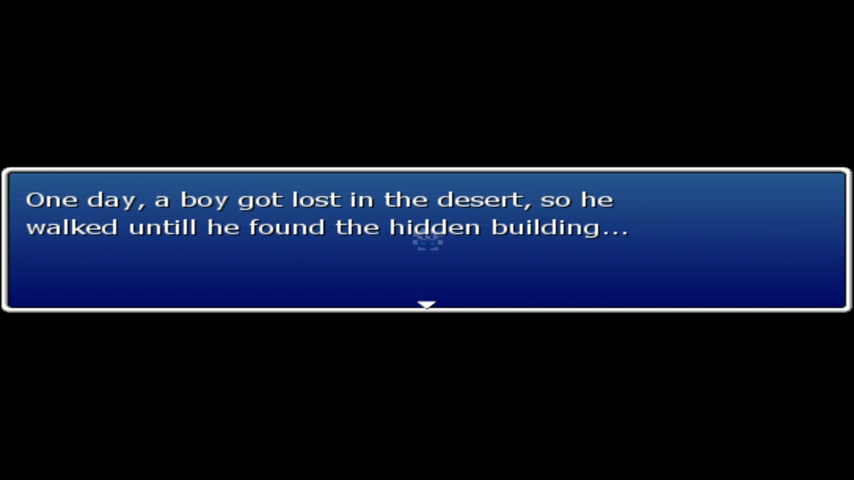 One day, a boy got lost in the desert, so he
walked untill he found the hidden building...